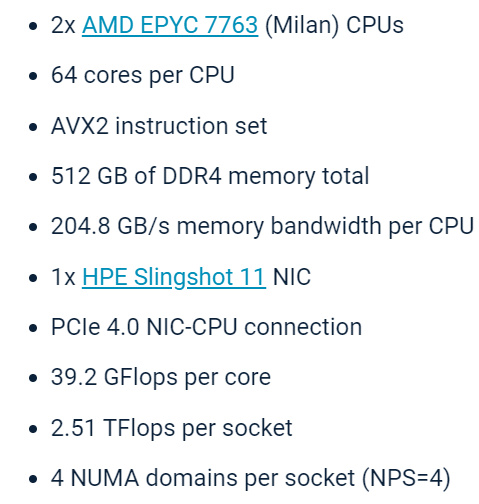 2x AMD EPYC 7763 (Milan) CPUs
64 cores per CPU
AVX2 instruction set
512 GB of DDR4 memory total
204.8 GB/s memory bandwidth per CPU
1x HPE Slingshot 11 NIC
PCIe 4.0 NIC-CPU connection
39.2 GFlops per core
2.51 TFlops per socket
4 NUMA domains per socket (NPS=4)